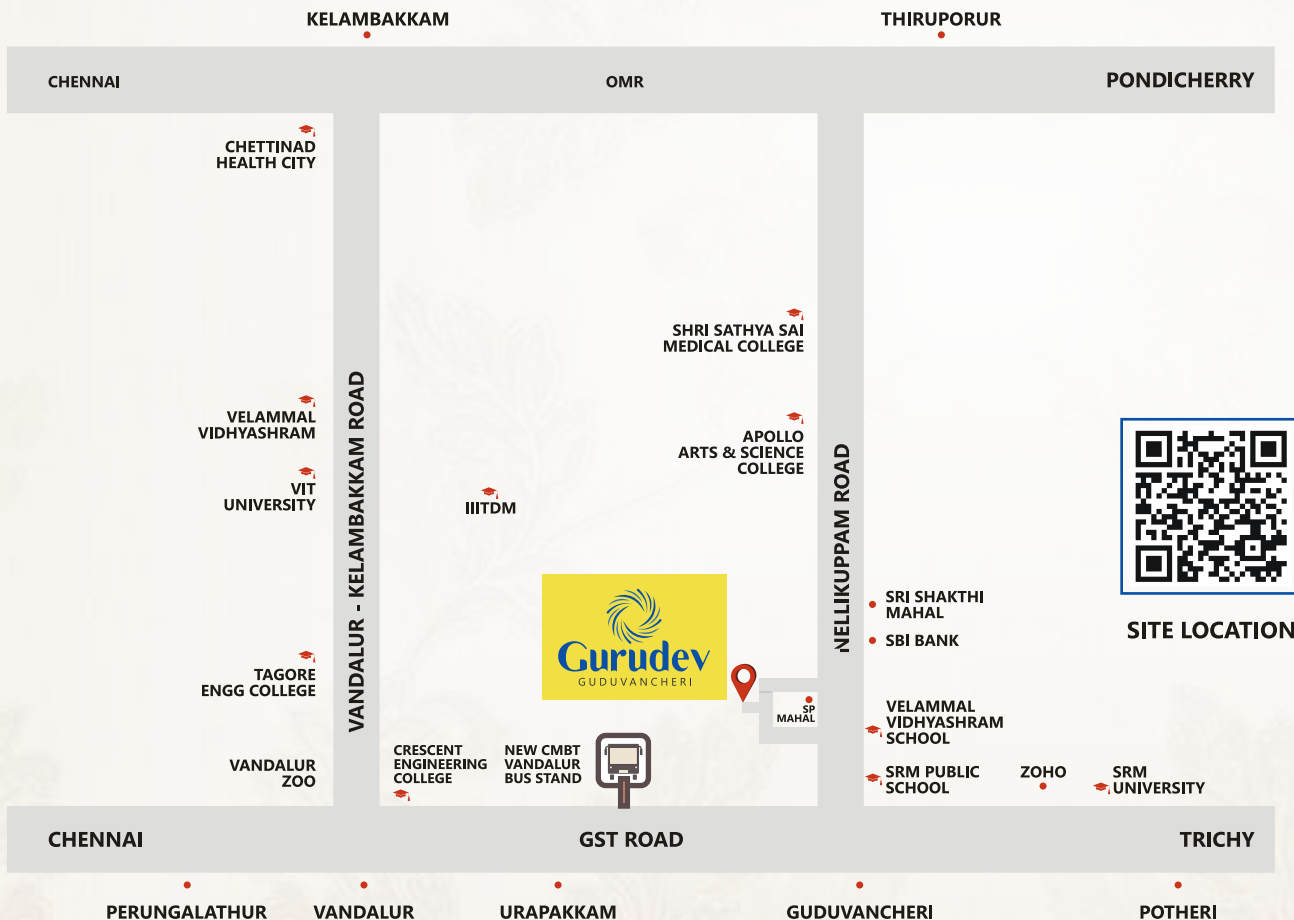 KELAMBAKKAM
THIRUPORUR
CHENNAI
OMR
PONDICHERRY
CHETTINAD
HEALTH CITY
SHRI SATHYA SAI
MEDICAL COLLEGE
VELAMMAL
VIDHYASHRAM
APOLLO
ARTS & SCIENCE
COLLEGE
VIT
UNIVERSITY
IIITDM
VANDALUR - KELAMBAKKAM ROAD
NELLIKUPPAM ROAD
SRI SHAKTHI
MAHAL
SBI BANK
SITE LOCATION
Gurudev
GUDUVANCHERI
TAGORE
ENGG COLLEGE
SP
MAHAL
VELAMMAL
VIDHYASHRAM
SCHOOL
VANDALUR
ZOO
CRESCENT
ENGINEERING
COLLEGE
NEW CMBT
VANDALUR
BUS STAND
SRM PUBLIC
SCHOOL
ZOHO
SRM
UNIVERSITY
CHENNAI
GST ROAD
TRICHY
PERUNGALATHUR
VANDALUR
URAPAKKAM
GUDUVANCHERI
POTHERI